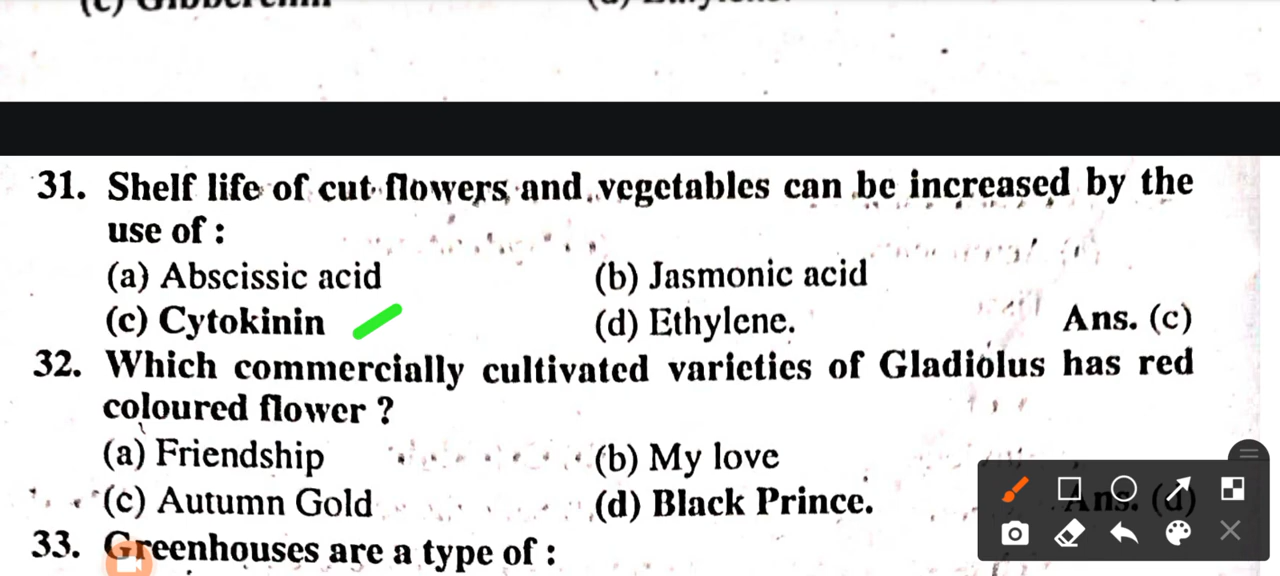 31. Shelf life of cut flowers and vegetables can be increased by the
use of :
(a) Abscissic acid (b) Jasmonic acid
(c) Cytokinin (d) Ethylene. Ans. (c)
32. Which commercially cultivated varieties of Gladiolus has red
coloured flower ?
(a) Friendship (b) My love
(c) Autumn Gold (d) Black Prince. Ans. (d)
33. Greenhouses are a type of :